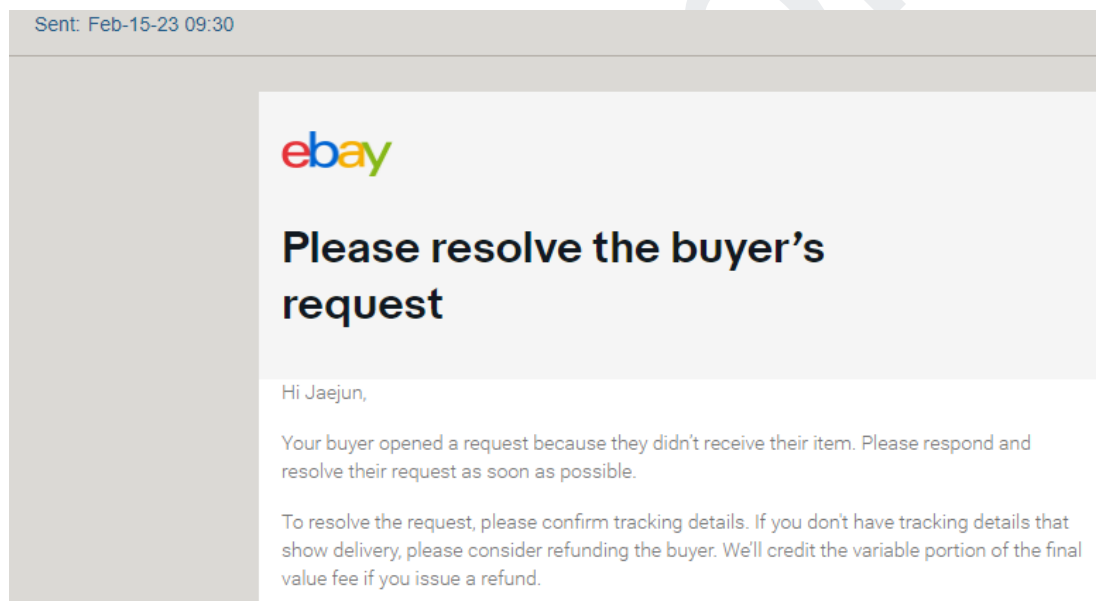 Sent: Feb-15-23 09:30
ebay
Please resolve the buyer's
request
Hi Jaejun,
Your buyer opened a request because they didn't receive their item. Please respond and
resolve their request as soon as possible.
To resolve the request, please confirm tracking details. If you don't have tracking details that
show delivery, please consider refunding the buyer. We'll credit the variable portion of the final
value fee if you issue a refund.